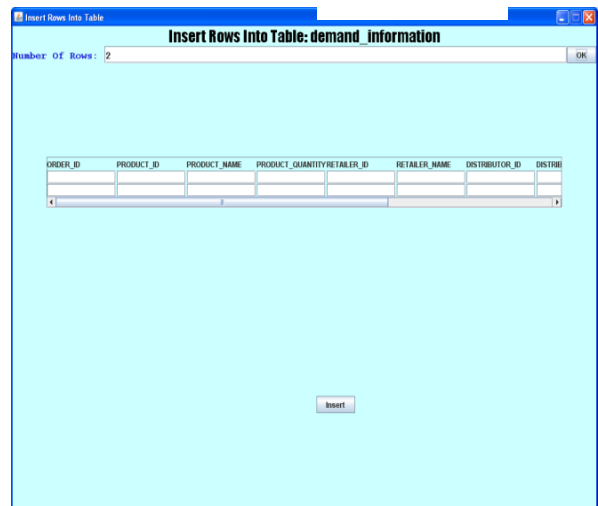 Insert Rows Into Table
Insert Rows Into Table: demand_information
Number Of Rows: 2 OK
ORDER_ID PRODUCT_ID PRODUCT_NAME PRODUCT_QUANTITY RETAILER_ID RETAILER_NAME DISTRIBUTOR_ID DISTRIB
Insert